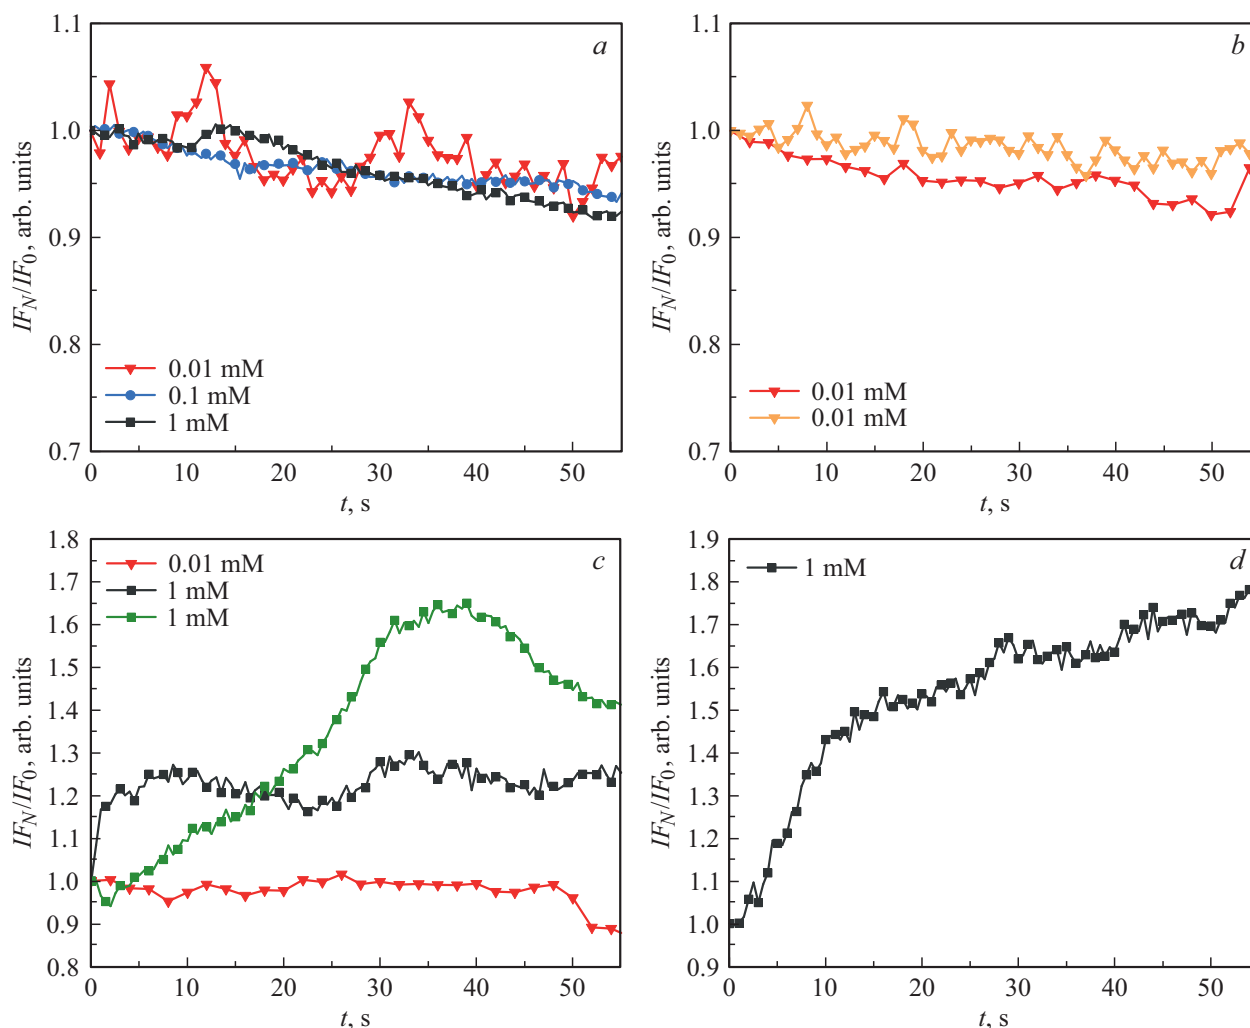 a
1.1
1.0
0.9
0.8
0.7
IF_N/IF_0, arb. units
0.01 mM
0.1 mM
1 mM
0 10 20 30 40 50
t, s
b
1.1
1.0
0.9
0.8
0.7
IF_N/IF_0, arb. units
0.01 mM
0.01 mM
0 10 20 30 40 50
t, s
c
1.8
1.7
1.6
1.5
1.4
1.3
1.2
1.1
1.0
0.9
0.8
IF_N/IF_0, arb. units
0.01 mM
1 mM
1 mM
0 10 20 30 40 50
t, s
d
1.9
1.8
1.7
1.6
1.5
1.4
1.3
1.2
1.1
1.0
0.9
IF_N/IF_0, arb. units
1 mM
0 10 20 30 40 50
t, s